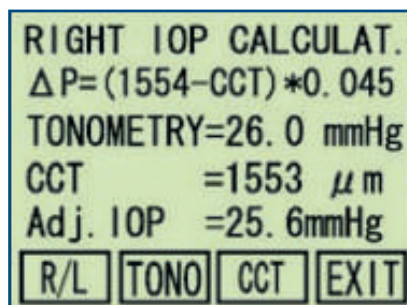 RIGHT IOP CALCULAT.
ΔP=(1554-CCT)*0.045
TONOMETRY=26.0 mmHg
CCT =1553 μm
Adj.IOP =25.6mmHg
R/L TONO CCT EXIT